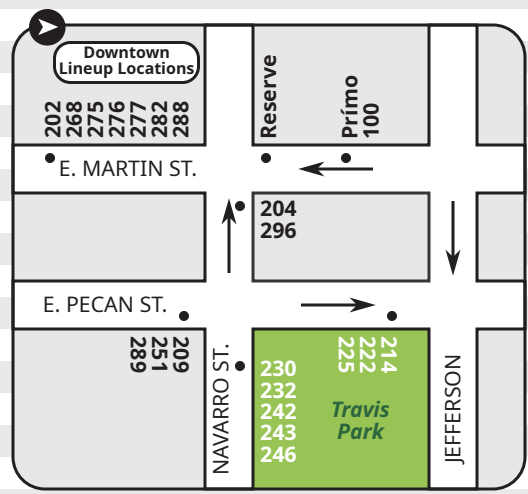 Downtown
Lineup Locations
202
268
275
276
277
282
288
Reserve
Prímo
100
E. MARTIN ST.
204
296
E. PECAN ST.
289
251
209
NAVARRO ST.
230
232
242
243
246
225
222
214
Travis
Park
JEFFERSON